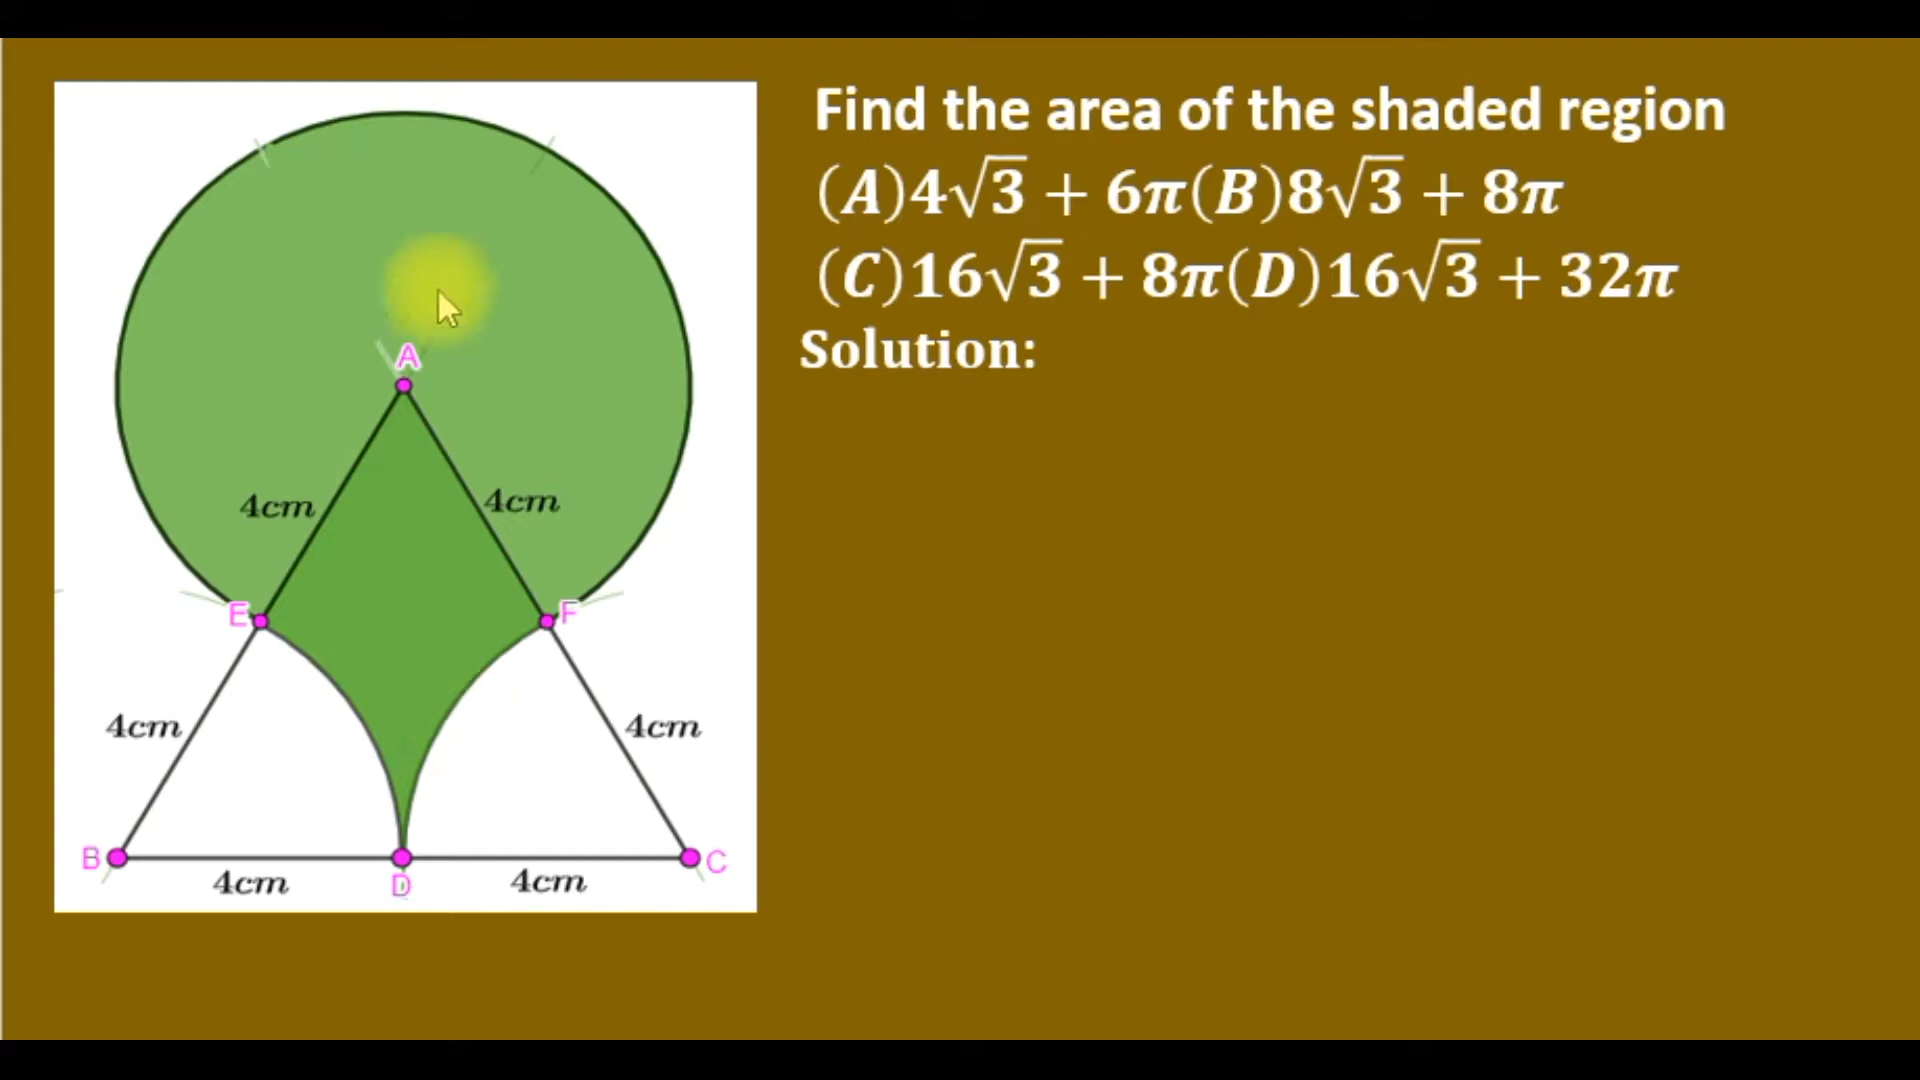 Find the area of the shaded region
(A)4√3 + 6π(B)8√3 + 8π
(C)16√3 + 8π(D)16√3 + 32π
Solution:
A
4cm 4cm
E F
4cm 4cm
B D C
4cm 4cm